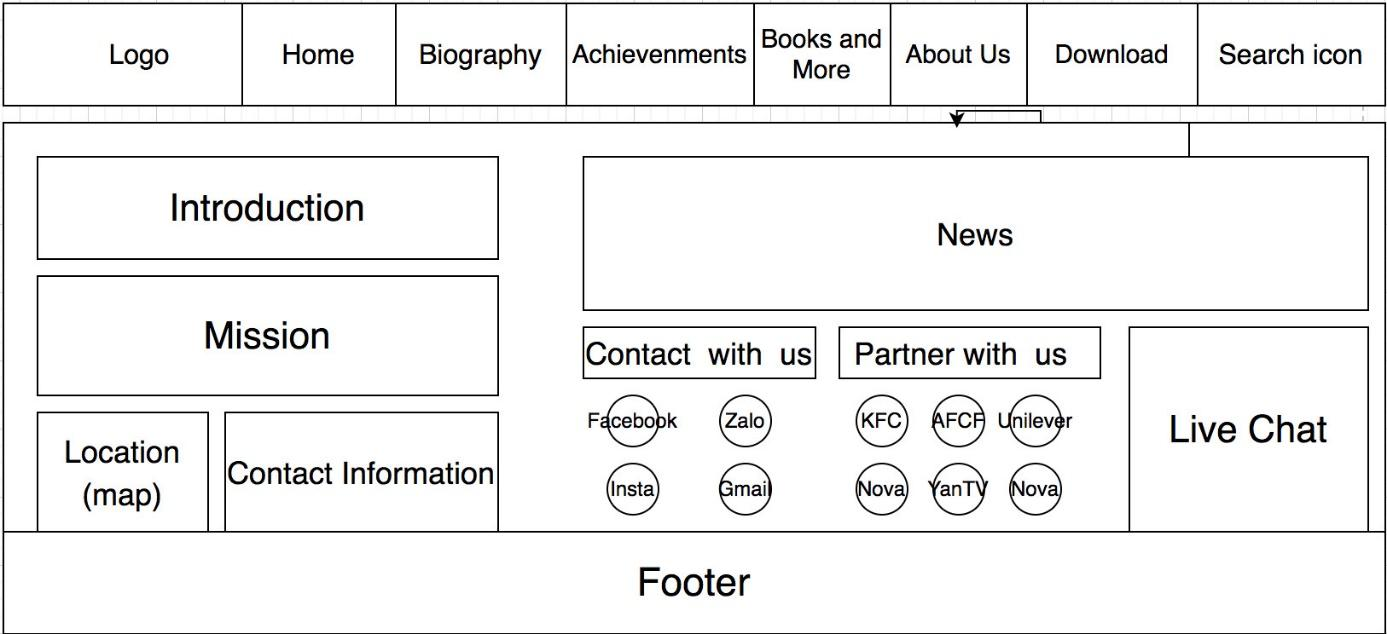 Logo
Home
Biography
Achievenments
Books and
More
About Us
Download
Search icon
Introduction
News
Mission
Contact with us
Partner with us
Facebook
Zalo
KFC
AFCF
Unilever
Live Chat
Location
(map)
Contact Information
Insta
Gmail
Nova
YanTV
Nova
Footer